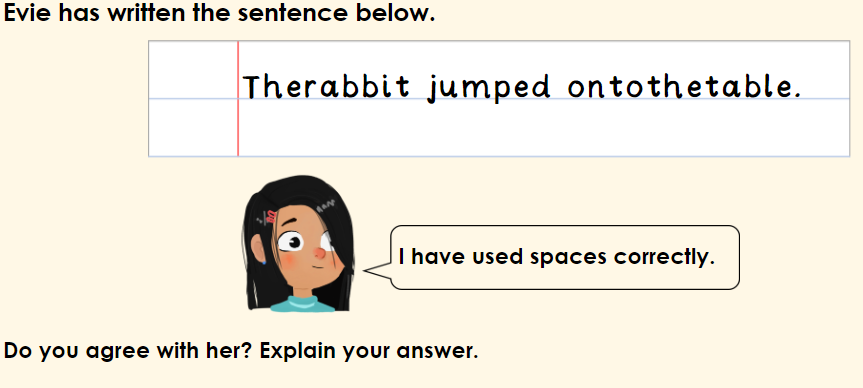 Evie has written the sentence below.
Therabbit jumped ontothetable.
I have used spaces correctly.
Do you agree with her? Explain your answer.